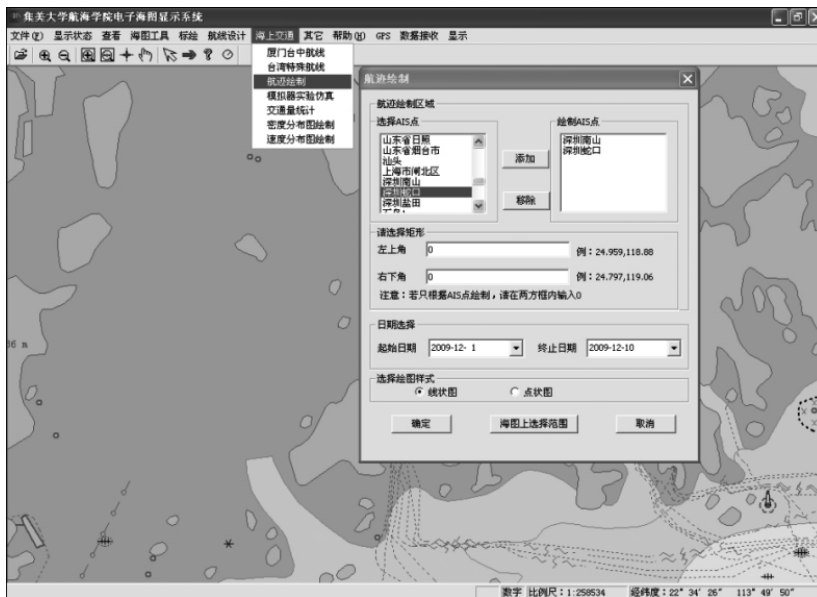 集美大学航海学院电子海图显示系统
文件(F) 显示状态 查看 海图工具 标绘 航线设计 海上交通 其它 帮助(H) GPS 数据接收 显示
厦门台中航线
台湾特殊航线
航迹绘制
模拟器实验仿真
交通量统计
密度分布图绘制
速度分布图绘制
航迹绘制
航迹绘制区域
选择AIS点
山东省日照
山东省烟台市
汕头
上海市闸北区
深圳南山
深圳蛇口
深圳盐田
添加
移除
绘制AIS点
深圳南山
深圳蛇口
请选择矩形
左上角 0 例：24.959,118.88
右下角 0 例：24.797,119.06
注意：若只根据AIS点绘制，请在两方框内输入0
日期选择
起始日期 2009-12- 1 终止日期 2009-12-10
选择绘图样式
线状图 点状图
确定 海图上选择范围 取消
数字 比例尺：1:258534 经纬度：22° 34' 26" 113° 49' 50"